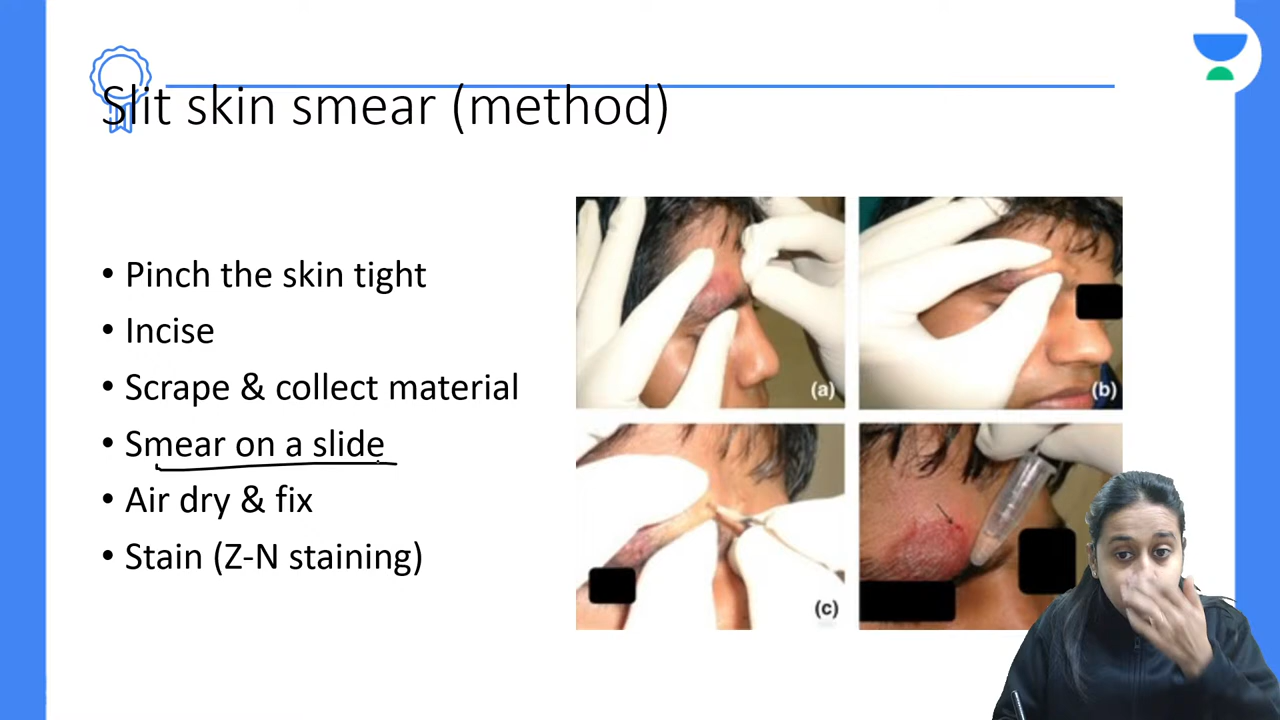 Slit skin smear (method)
• Pinch the skin tight
• Incise
• Scrape & collect material
• Smear on a slide
• Air dry & fix
• Stain (Z-N staining)
(a)
(b)
(c)